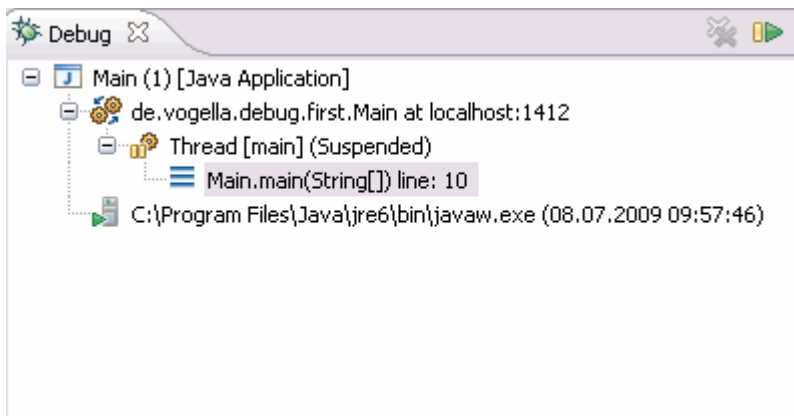 Debug
Main (1) [Java Application]
de.vogella.debug.first.Main at localhost:1412
Thread [main] (Suspended)
Main.main(String[]) line: 10
C:\Program Files\Java\jre6\bin\javaw.exe (08.07.2009 09:57:46)